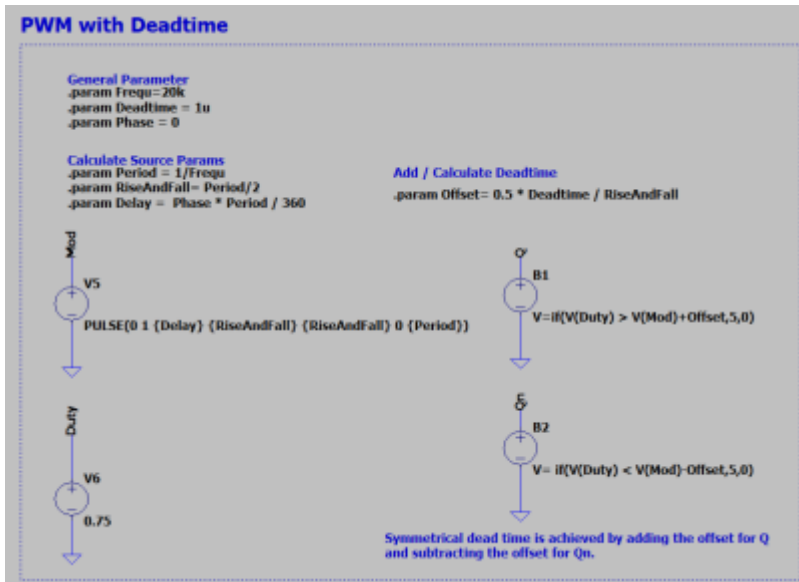 PWM with Deadtime
General Parameter
.param Frequ=20k
.param Deadtime = 1u
.param Phase = 0
Calculate Source Params
.param Period = 1/Frequ
.param RiseAndFall= Period/2
.param Delay = Phase * Period / 360
Add / Calculate Deadtime
.param Offset= 0.5 * Deadtime / RiseAndFall
Mod
V5
PULSE(0 1 {Delay} {RiseAndFall} {RiseAndFall} 0 {Period})
B1
V=if(V(Duty) > V(Mod)+Offset,5,0)
Duty
V6
0.75
B2
V= if(V(Duty) < V(Mod)-Offset,5,0)
Symmetrical dead time is achieved by adding the offset for Q
and subtracting the offset for Qn.